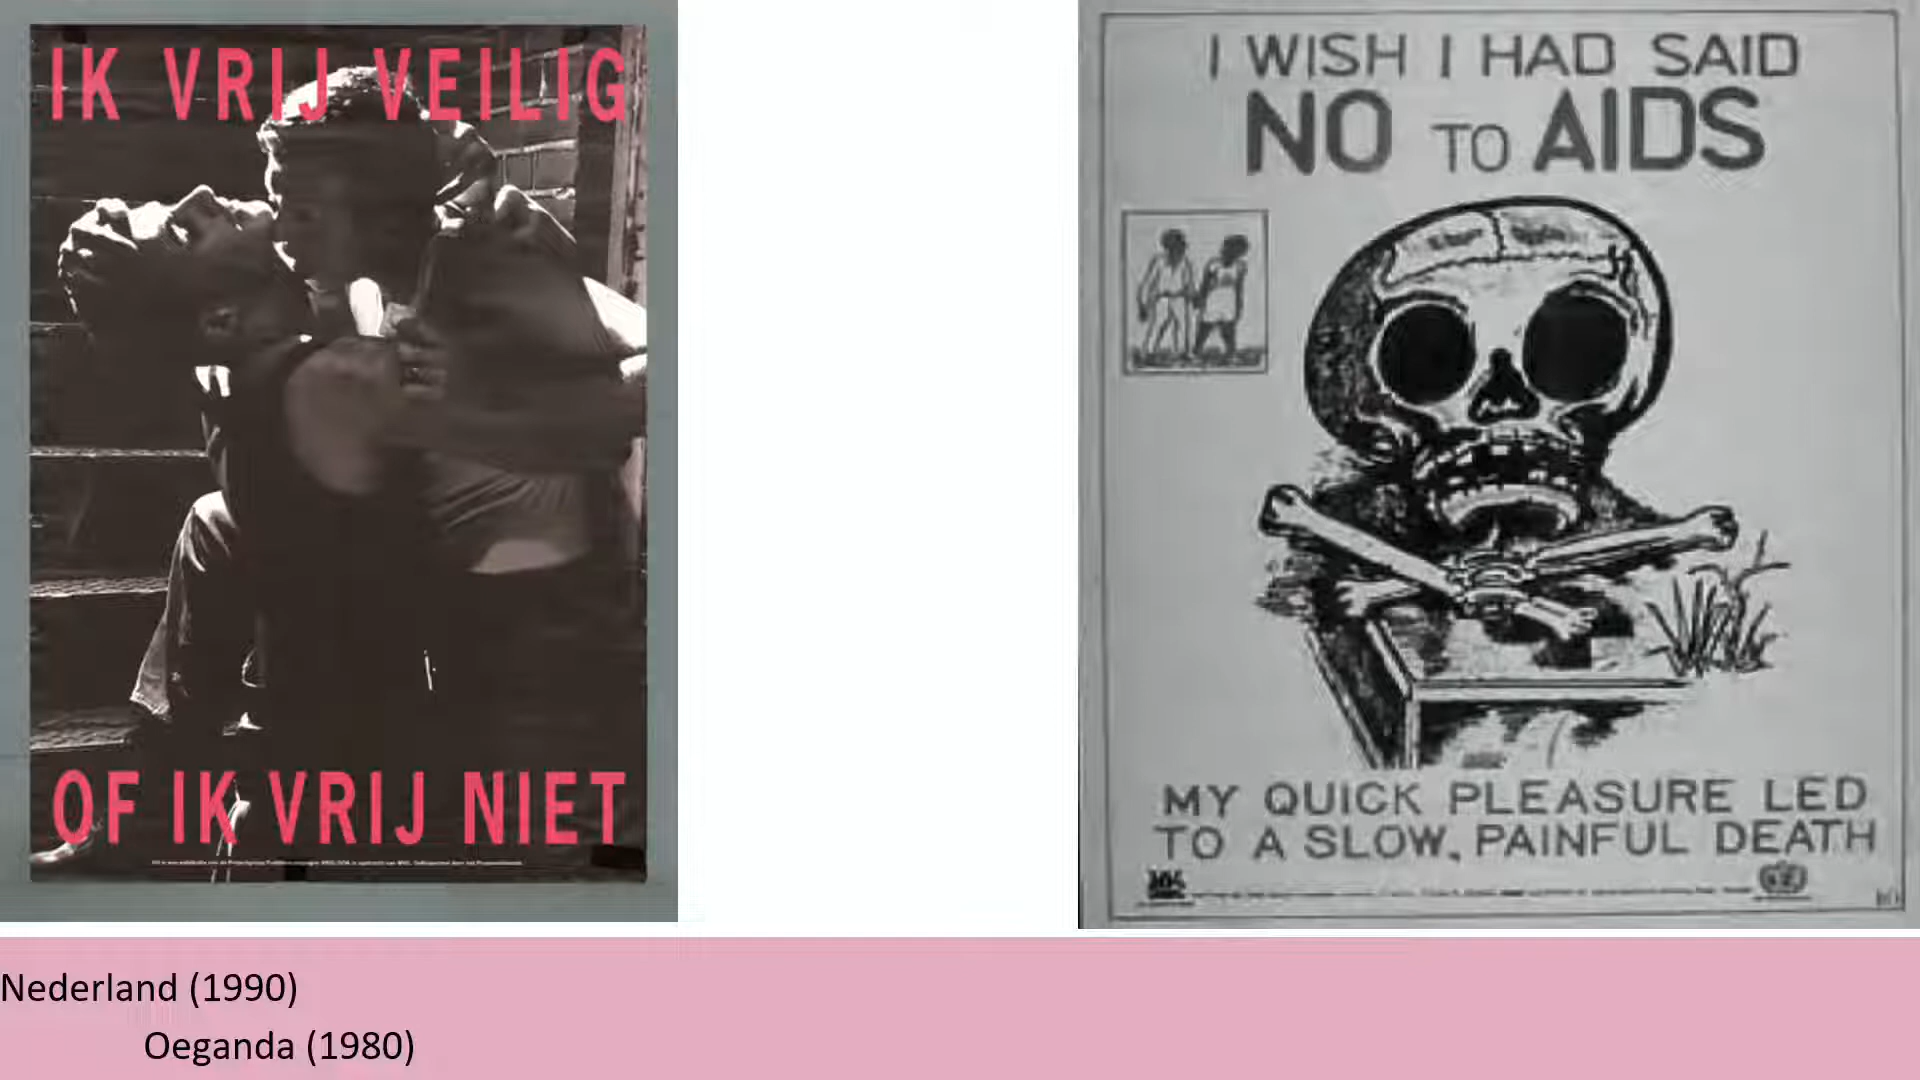 IK VRIJ VEILIG
OF IK VRIJ NIET
I WISH I HAD SAID
NO TO AIDS
MY QUICK PLEASURE LED
TO A SLOW, PAINFUL DEATH
Nederland (1990)
Oeganda (1980)